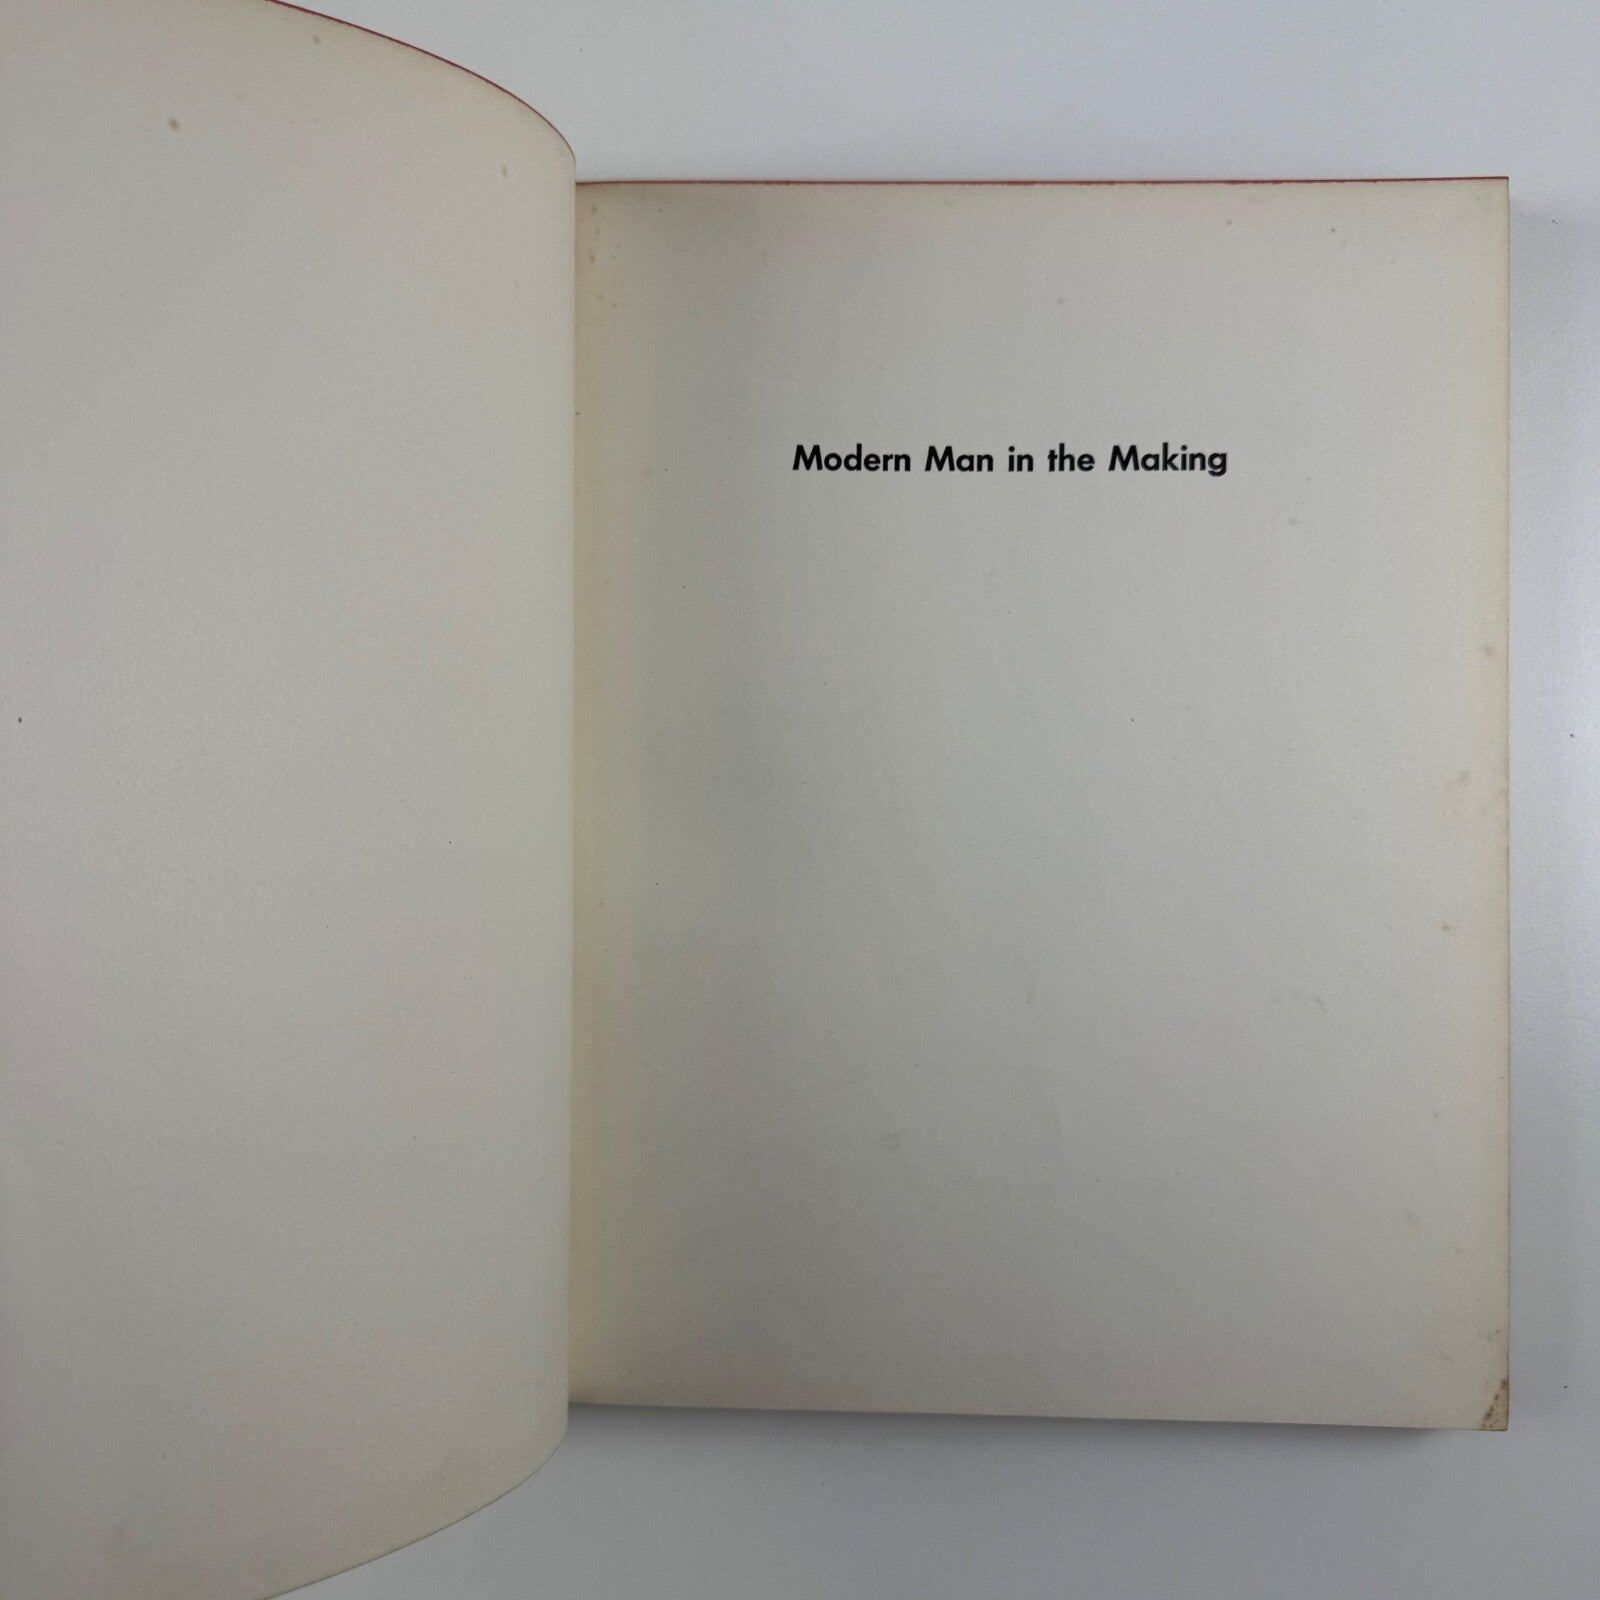 Modern Man in the Making